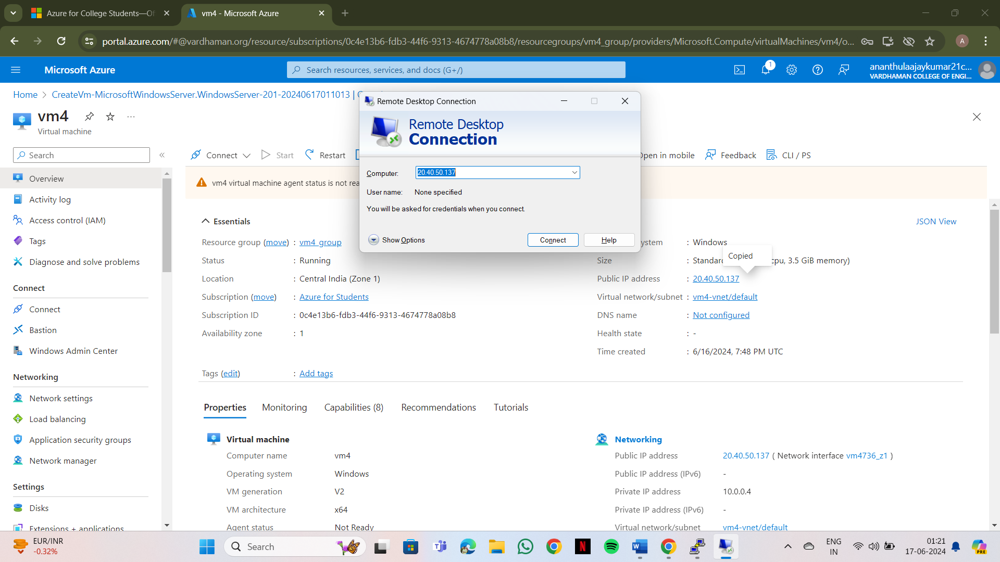 Azure for College Students—Of
vm4 - Microsoft Azure
portal.azure.com/#@vardhaman.org/resource/subscriptions/0c4e13b6-fdb3-44f6-9313-4674778a08b8/resourcegroups/vm4_group/providers/Microsoft.Compute/virtualMachines/vm4/o...
A
Microsoft Azure
Search resources, services, and docs (G+/)
1
ananthulaajaykumar21c...
VARDHAMAN COLLEGE OF ENGI...
Home > CreateVm-MicrosoftWindowsServer.WindowsServer-201-20240617011013 |
vm4
Virtual machine
Search
Connect
Start
Restart
Open in mobile
Feedback
CLI / PS
vm4 virtual machine agent status is not rea
Remote Desktop Connection
Remote Desktop
Connection
Computer: 20.40.50.137
User name: None specified
You will be asked for credentials when you connect.
Show Options
Connect
Help
Overview
Activity log
Access control (IAM)
Tags
Diagnose and solve problems
Connect
Connect
Bastion
Windows Admin Center
Networking
Network settings
Load balancing
Application security groups
Network manager
Settings
Disks
Extensions + applications
Essentials
JSON View
Resource group (move) : vm4_group
Status : Running
Location : Central India (Zone 1)
Subscription (move) : Azure for Students
Subscription ID : 0c4e13b6-fdb3-44f6-9313-4674778a08b8
Availability zone : 1
Tags (edit) : Add tags
ystem : Windows
Copied
Size : Standar cpu, 3.5 GiB memory)
Public IP address : 20.40.50.137
Virtual network/subnet : vm4-vnet/default
DNS name : Not configured
Health state : -
Time created : 6/16/2024, 7:48 PM UTC
Properties
Monitoring
Capabilities (8)
Recommendations
Tutorials
Virtual machine
Computer name vm4
Operating system Windows
VM generation V2
VM architecture x64
Agent status Not Ready
Networking
Public IP address 20.40.50.137 ( Network interface vm4736_z1 )
Public IP address (IPv6) -
Private IP address 10.0.0.4
Private IP address (IPv6) -
Virtual network/subnet vm4-vnet/default
EUR/INR
-0.32%
Search
N
W
ENG
IN
01:21
17-06-2024
PRE